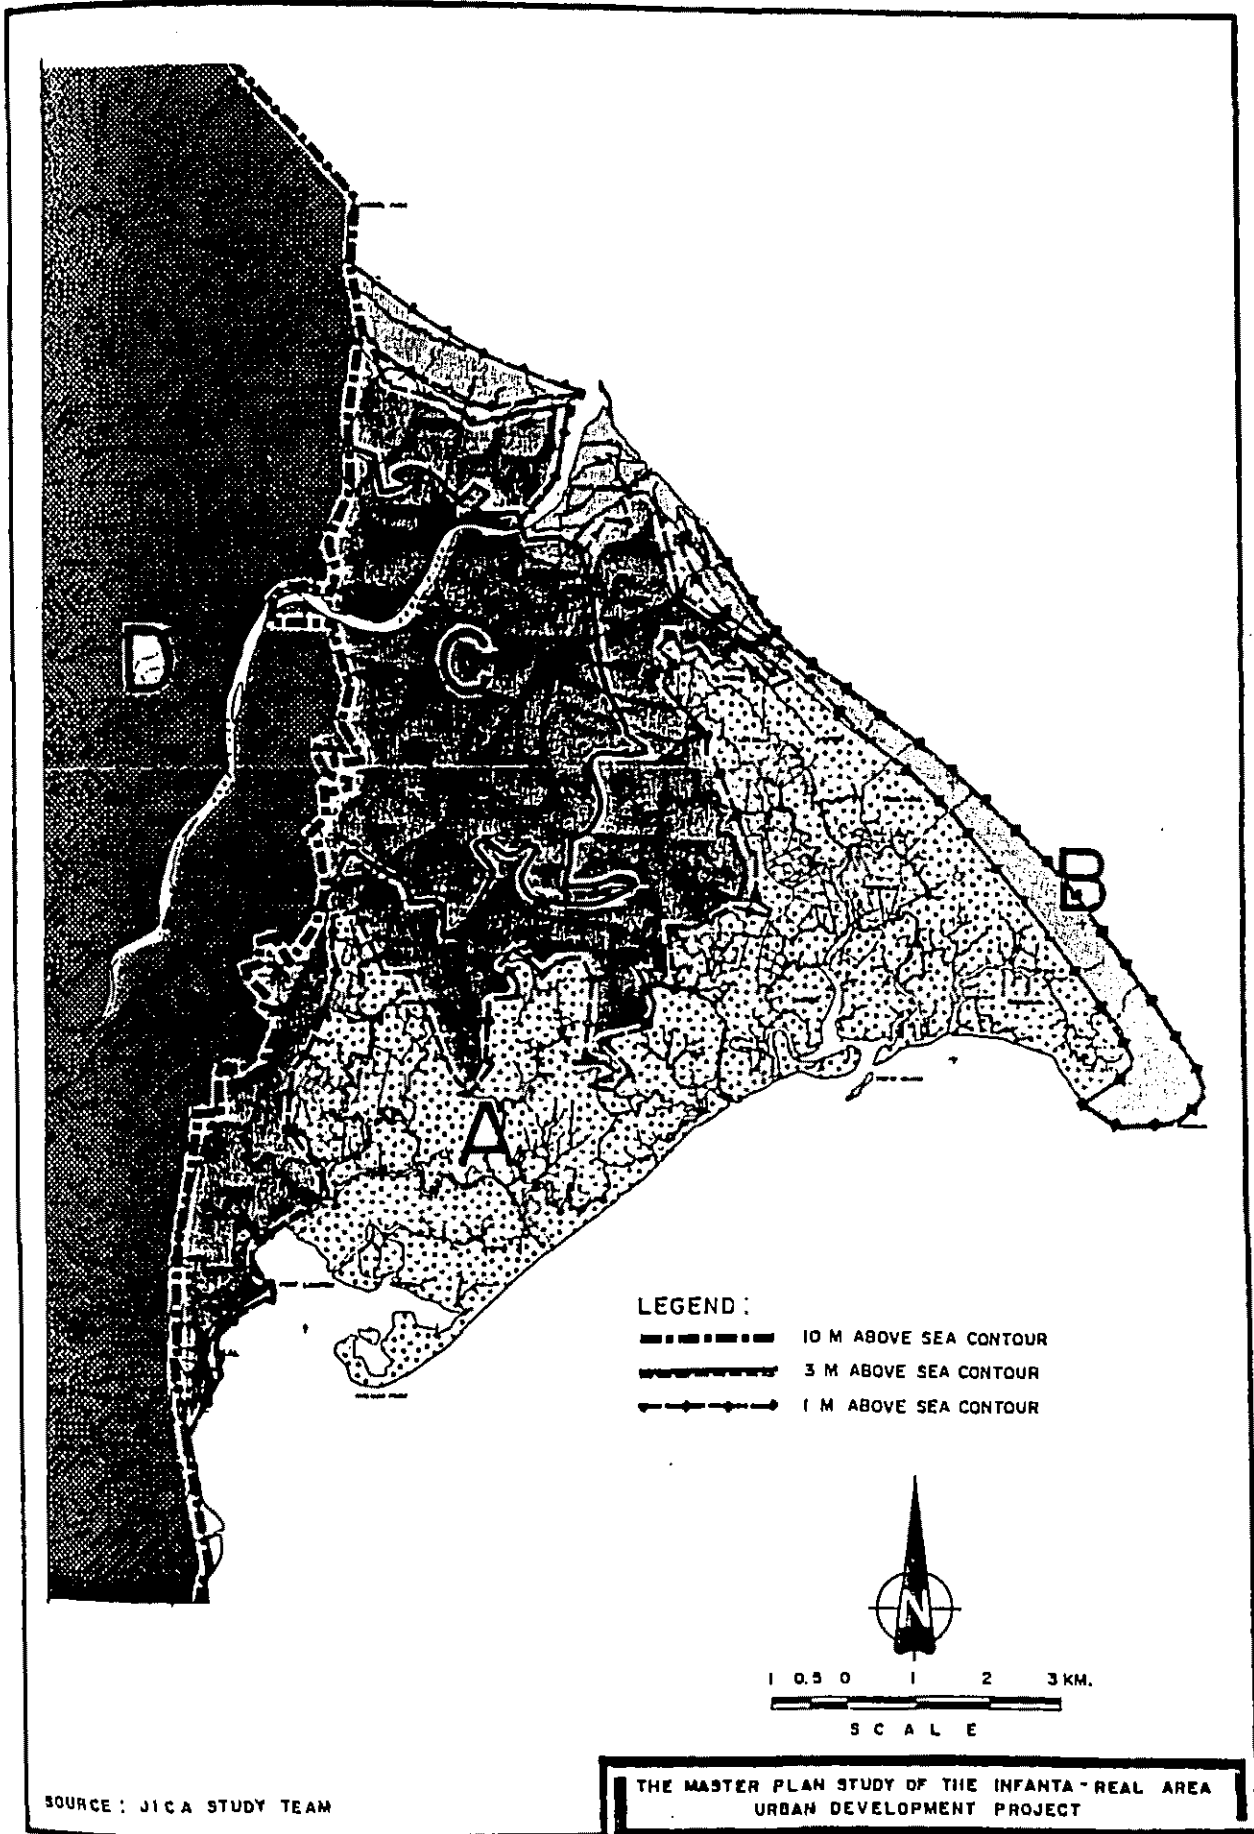 D
C
B
A
LEGEND:
10 M ABOVE SEA CONTOUR
3 M ABOVE SEA CONTOUR
1 M ABOVE SEA CONTOUR
N
1 0.5 0 1 2 3 KM.
SCALE
SOURCE: JICA STUDY TEAM
THE MASTER PLAN STUDY OF THE INFANTA-REAL AREA
URBAN DEVELOPMENT PROJECT